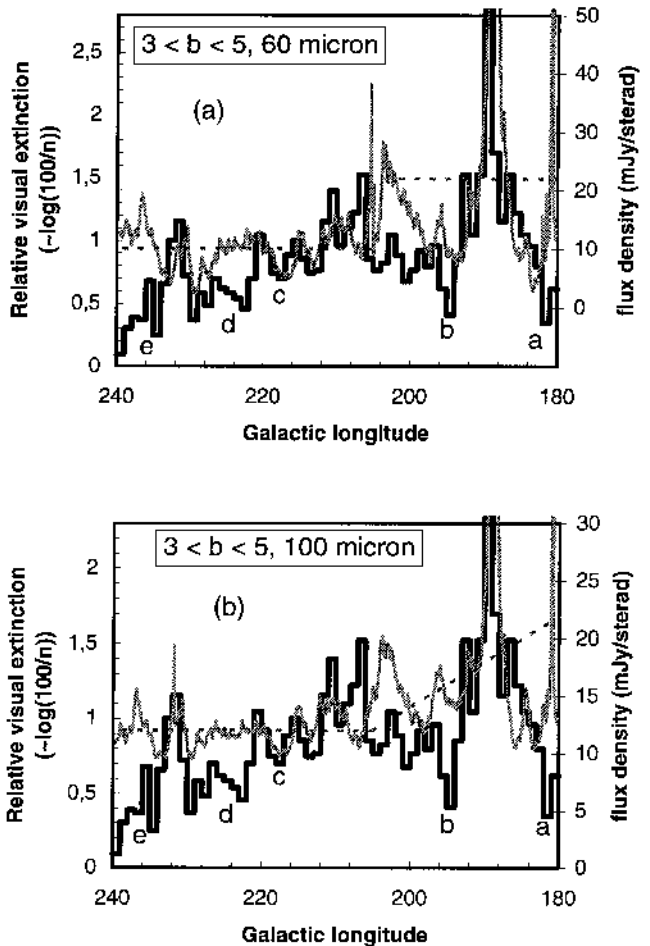 3 < b < 5, 60 micron
(a)
Relative visual extinction
(~log(100/n))
2,5
2
1,5
1
0,5
0
50
40
30
20
10
0
flux density (mJy/sterad)
e
d
c
b
a
240
220
200
180
Galactic longitude
3 < b < 5, 100 micron
(b)
Relative visual extinction
(~log(100/n))
2
1,5
1
0,5
0
30
25
20
15
10
5
0
flux density (mJy/sterad)
e
d
c
b
a
240
220
200
180
Galactic longitude